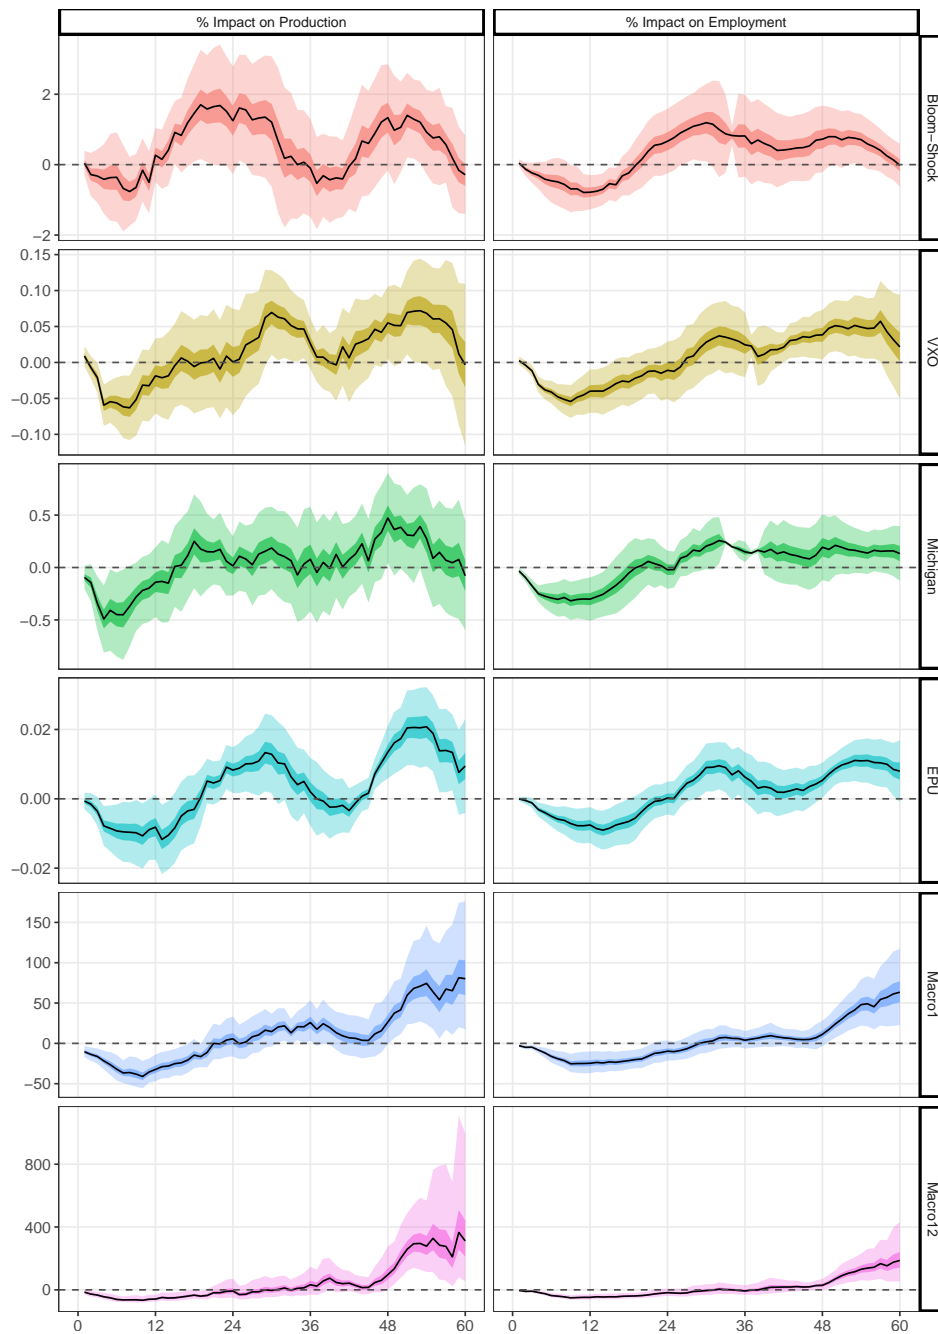 % Impact on Production
% Impact on Employment
2
0
−2
Bloom−Shock
0.15
0.10
0.05
0.00
−0.05
−0.10
VXO
0.5
0.0
−0.5
Michigan
0.02
0.00
−0.02
EPU
150
100
50
0
−50
Macro1
800
400
0
Macro12
0 12 24 36 48 60 0 12 24 36 48 60